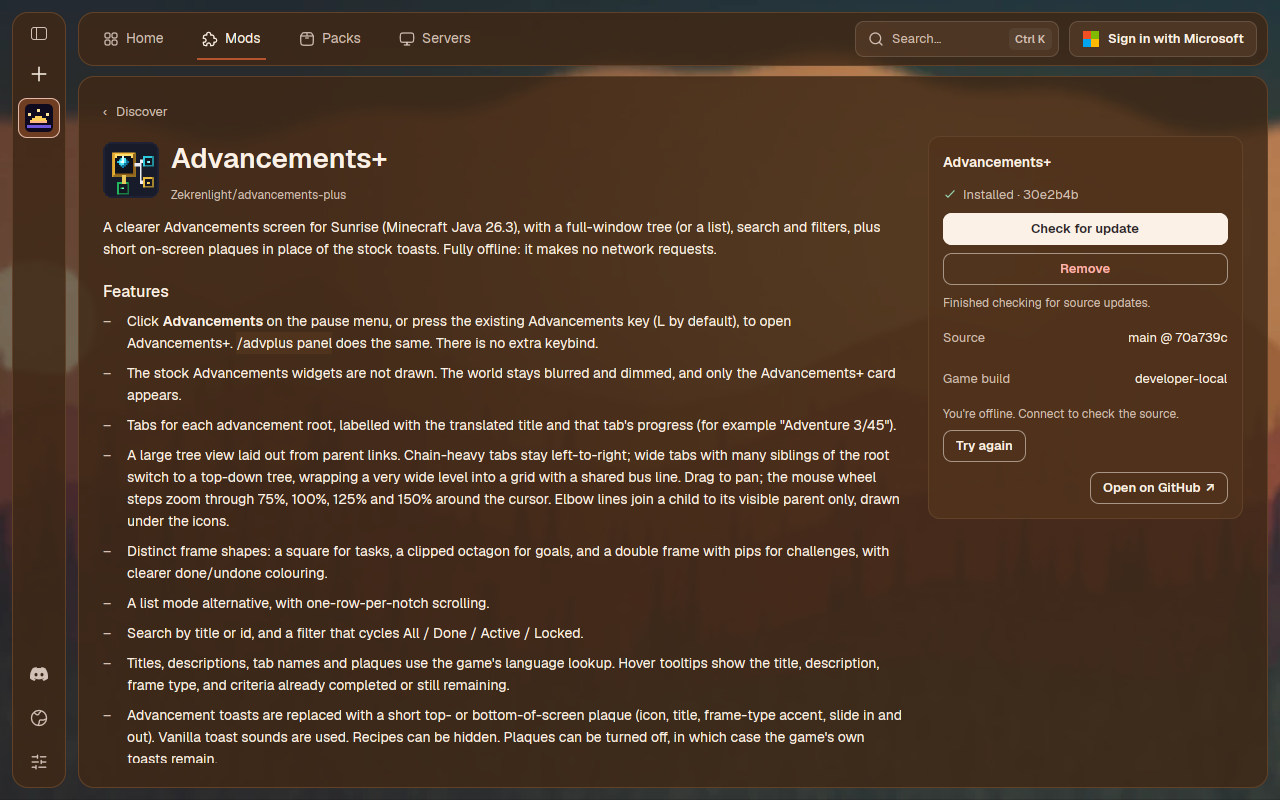 Home
Mods
Packs
Servers
Search...
Ctrl K
Sign in with Microsoft
‹ Discover
Advancements+
Zekrenlight/advancements-plus
A clearer Advancements screen for Sunrise (Minecraft Java 26.3), with a full-window tree (or a list), search and filters, plus
short on-screen plaques in place of the stock toasts. Fully offline: it makes no network requests.
Features
– Click Advancements on the pause menu, or press the existing Advancements key (L by default), to open
Advancements+. /advplus panel does the same. There is no extra keybind.
– The stock Advancements widgets are not drawn. The world stays blurred and dimmed, and only the Advancements+ card
appears.
– Tabs for each advancement root, labelled with the translated title and that tab's progress (for example "Adventure 3/45").
– A large tree view laid out from parent links. Chain-heavy tabs stay left-to-right; wide tabs with many siblings of the root
switch to a top-down tree, wrapping a very wide level into a grid with a shared bus line. Drag to pan; the mouse wheel
steps zoom through 75%, 100%, 125% and 150% around the cursor. Elbow lines join a child to its visible parent only, drawn
under the icons.
– Distinct frame shapes: a square for tasks, a clipped octagon for goals, and a double frame with pips for challenges, with
clearer done/undone colouring.
– A list mode alternative, with one-row-per-notch scrolling.
– Search by title or id, and a filter that cycles All / Done / Active / Locked.
– Titles, descriptions, tab names and plaques use the game's language lookup. Hover tooltips show the title, description,
frame type, and criteria already completed or still remaining.
– Advancement toasts are replaced with a short top- or bottom-of-screen plaque (icon, title, frame-type accent, slide in and
out). Vanilla toast sounds are used. Recipes can be hidden. Plaques can be turned off, in which case the game's own
toasts remain.
Advancements+
Installed · 30e2b4b
Check for update
Remove
Finished checking for source updates.
Source main @ 70a739c
Game build developer-local
You're offline. Connect to check the source.
Try again
Open on GitHub ↗